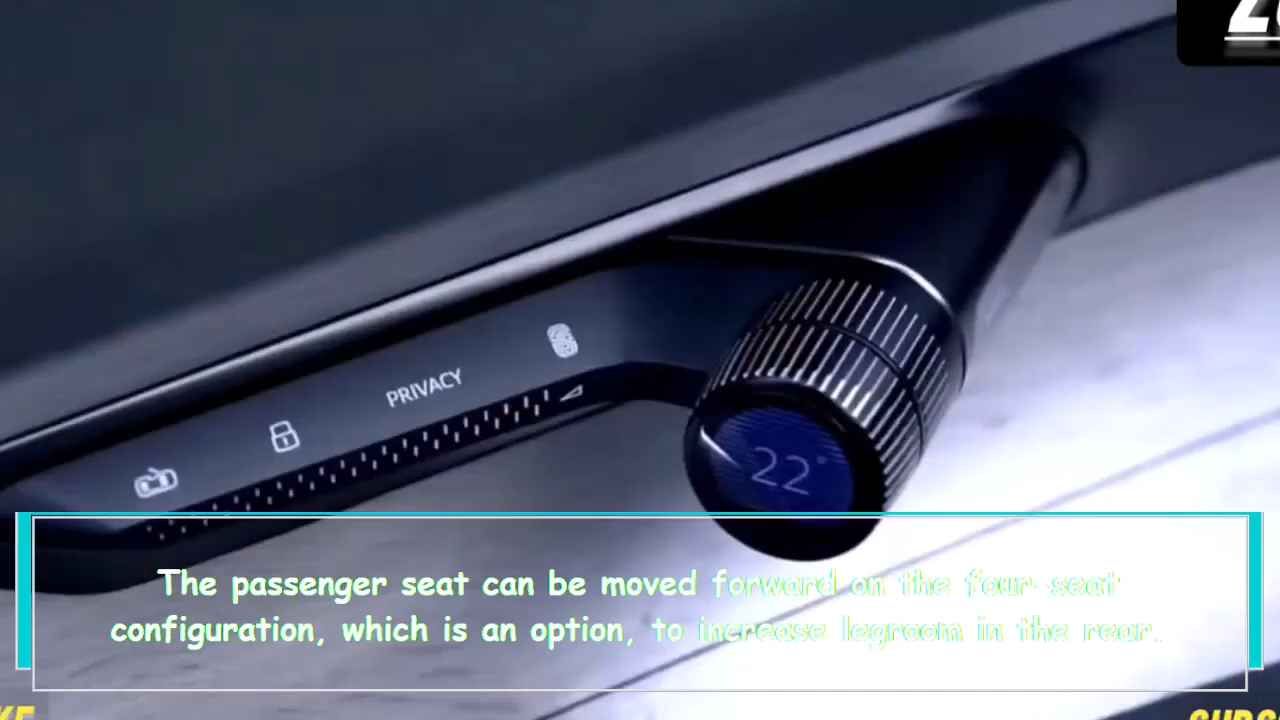 PRIVACY
22°
The passenger seat can be moved forward on the four-seat
configuration, which is an option, to increase legroom in the rear.